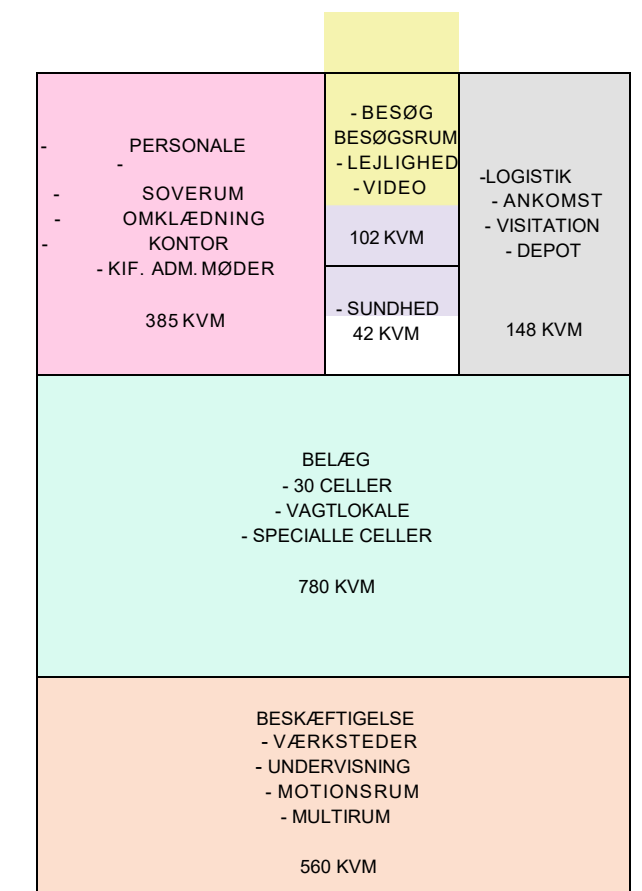 - PERSONALE
-
- SOVERUM
- OMKLÆDNING
- KONTOR
- KIF. ADM. MØDER
385 KVM
- BESØG
BESØGSRUM
- LEJLIGHED
- VIDEO
102 KVM
- SUNDHED
42 KVM
-LOGISTIK
- ANKOMST
- VISITATION
- DEPOT
148 KVM
BELÆG
- 30 CELLER
- VAGTLOKALE
- SPECIALLE CELLER
780 KVM
BESKÆFTIGELSE
- VÆRKSTEDER
- UNDERVISNING
- MOTIONSRUM
- MULTIRUM
560 KVM